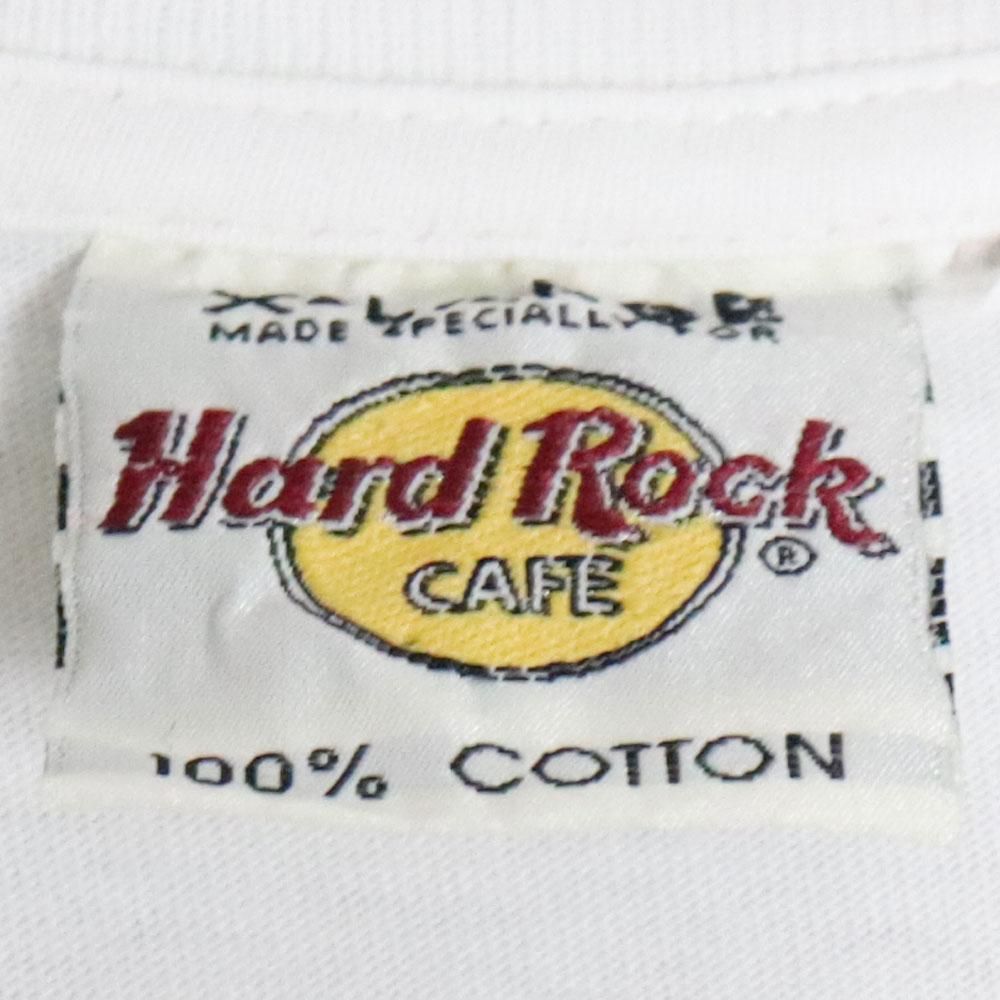 MADE SPECIALLY FOR
Hard Rock
CAFE
®
100% COTTON